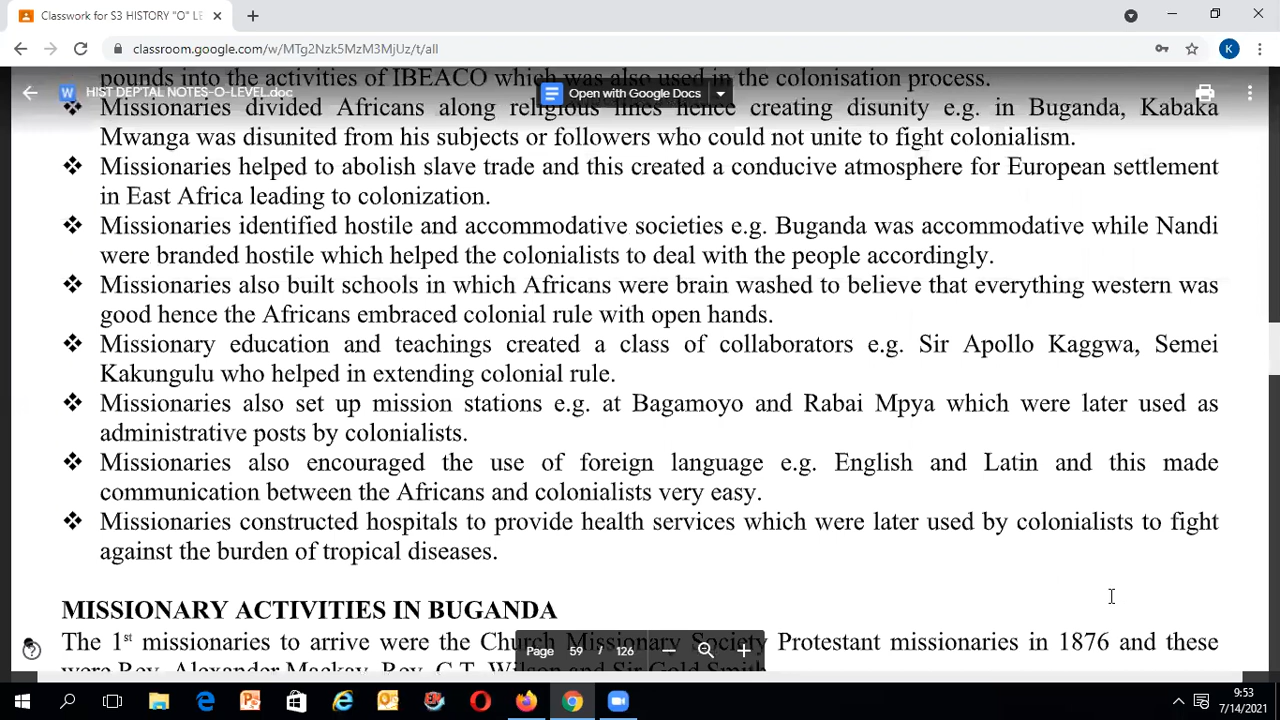 Classwork for S3 HISTORY "O" LE
classroom.google.com/w/MTg2Nzk5MzM3MjUz/t/all
K
pounds into the activities of IBEACO which was also used in the colonisation process.
W HIST DEPTAL NOTES-O-LEVEL.doc
Open with Google Docs
❖ Missionaries divided Africans along religious lines hence creating disunity e.g. in Buganda, Kabaka
Mwanga was disunited from his subjects or followers who could not unite to fight colonialism.
❖ Missionaries helped to abolish slave trade and this created a conducive atmosphere for European settlement
in East Africa leading to colonization.
❖ Missionaries identified hostile and accommodative societies e.g. Buganda was accommodative while Nandi
were branded hostile which helped the colonialists to deal with the people accordingly.
❖ Missionaries also built schools in which Africans were brain washed to believe that everything western was
good hence the Africans embraced colonial rule with open hands.
❖ Missionary education and teachings created a class of collaborators e.g. Sir Apollo Kaggwa, Semei
Kakungulu who helped in extending colonial rule.
❖ Missionaries also set up mission stations e.g. at Bagamoyo and Rabai Mpya which were later used as
administrative posts by colonialists.
❖ Missionaries also encouraged the use of foreign language e.g. English and Latin and this made
communication between the Africans and colonialists very easy.
❖ Missionaries constructed hospitals to provide health services which were later used by colonialists to fight
against the burden of tropical diseases.
MISSIONARY ACTIVITIES IN BUGANDA
The 1st missionaries to arrive were the Church Missionary Society Protestant missionaries in 1876 and these
were Rev. Alexander Mackay, Rev. C.T. Wilson and Sir Gold Smith
Page 59 / 126
9:53
7/14/2021